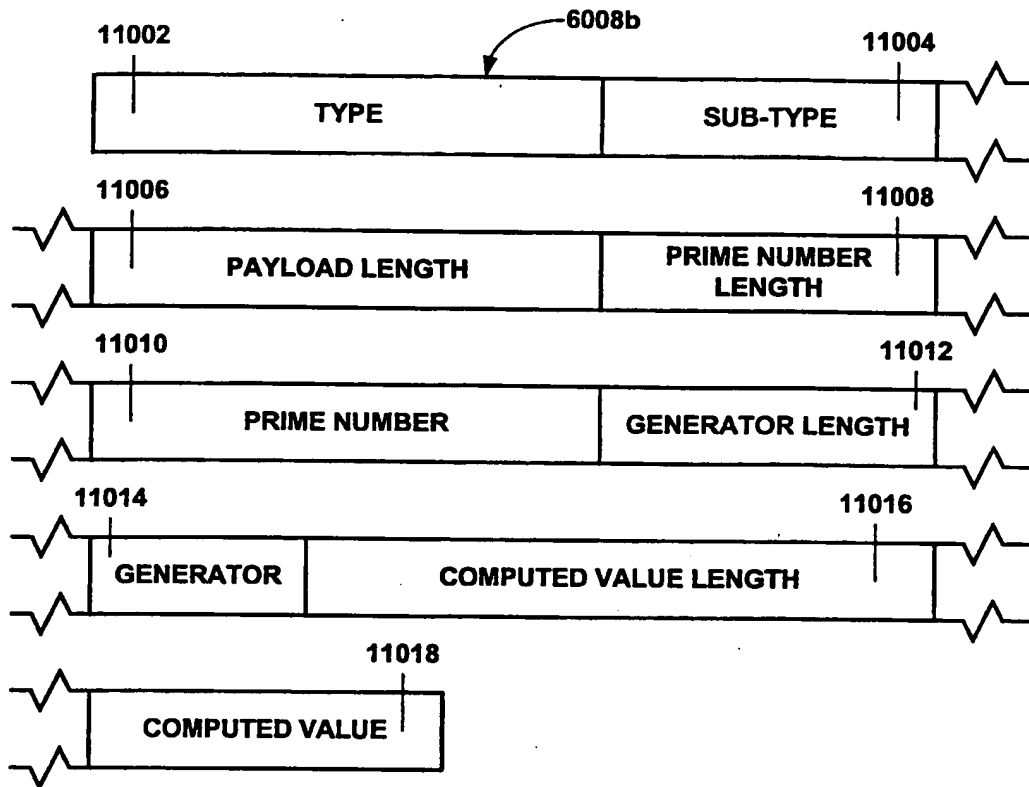 6008b
11002
11004
TYPE
SUB-TYPE
11006
11008
PAYLOAD LENGTH
PRIME NUMBER
LENGTH
11010
11012
PRIME NUMBER
GENERATOR LENGTH
11014
11016
GENERATOR
COMPUTED VALUE LENGTH
11018
COMPUTED VALUE